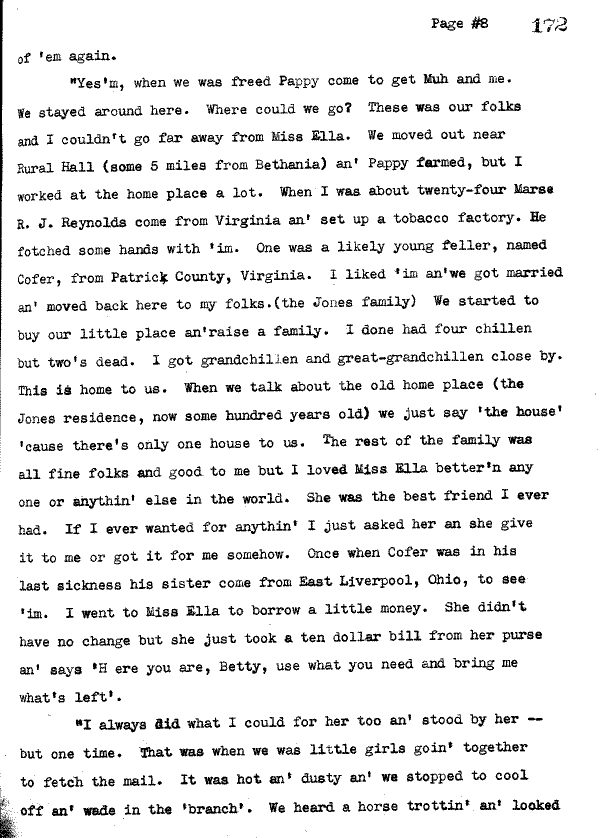 Page #8 172
of 'em again.
"Yes'm, when we was freed Pappy come to get Muh and me.
We stayed around here. Where could we go? These was our folks
and I couldn't go far away from Miss Ella. We moved out near
Rural Hall (some 5 miles from Bethania) an' Pappy farmed, but I
worked at the home place a lot. When I was about twenty-four Marse
R. J. Reynolds come from Virginia an' set up a tobacco factory. He
fotched some hands with 'im. One was a likely young feller, named
Cofer, from Patrick County, Virginia. I liked 'im an'we got married
an' moved back here to my folks.(the Jones family) We started to
buy our little place an'raise a family. I done had four chillen
but two's dead. I got grandchillen and great-grandchillen close by.
This is home to us. When we talk about the old home place (the
Jones residence, now some hundred years old) we just say 'the house'
'cause there's only one house to us. The rest of the family was
all fine folks and good to me but I loved Miss Ella better'n any
one or anythin' else in the world. She was the best friend I ever
had. If I ever wanted for anythin' I just asked her an she give
it to me or got it for me somehow. Once when Cofer was in his
last sickness his sister come from East Liverpool, Ohio, to see
'im. I went to Miss Ella to borrow a little money. She didn't
have no change but she just took a ten dollar bill from her purse
an' says 'H ere you are, Betty, use what you need and bring me
what's left'.
"I always did what I could for her too an' stood by her --
but one time. That was when we was little girls goin' together
to fetch the mail. It was hot an' dusty an' we stopped to cool
off an' wade in the 'branch'. We heard a horse trottin' an' looked